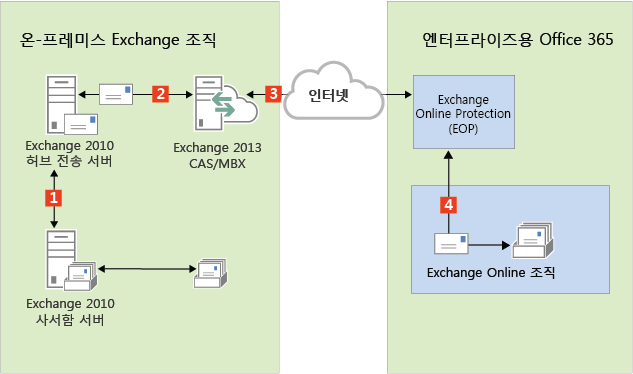 온-프레미스 Exchange 조직
엔터프라이즈용 Office 365
2
3
인터넷
Exchange
Online Protection
(EOP)
Exchange 2010
허브 전송 서버
Exchange 2013
CAS/MBX
1
4
Exchange Online 조직
Exchange 2010
사서함 서버